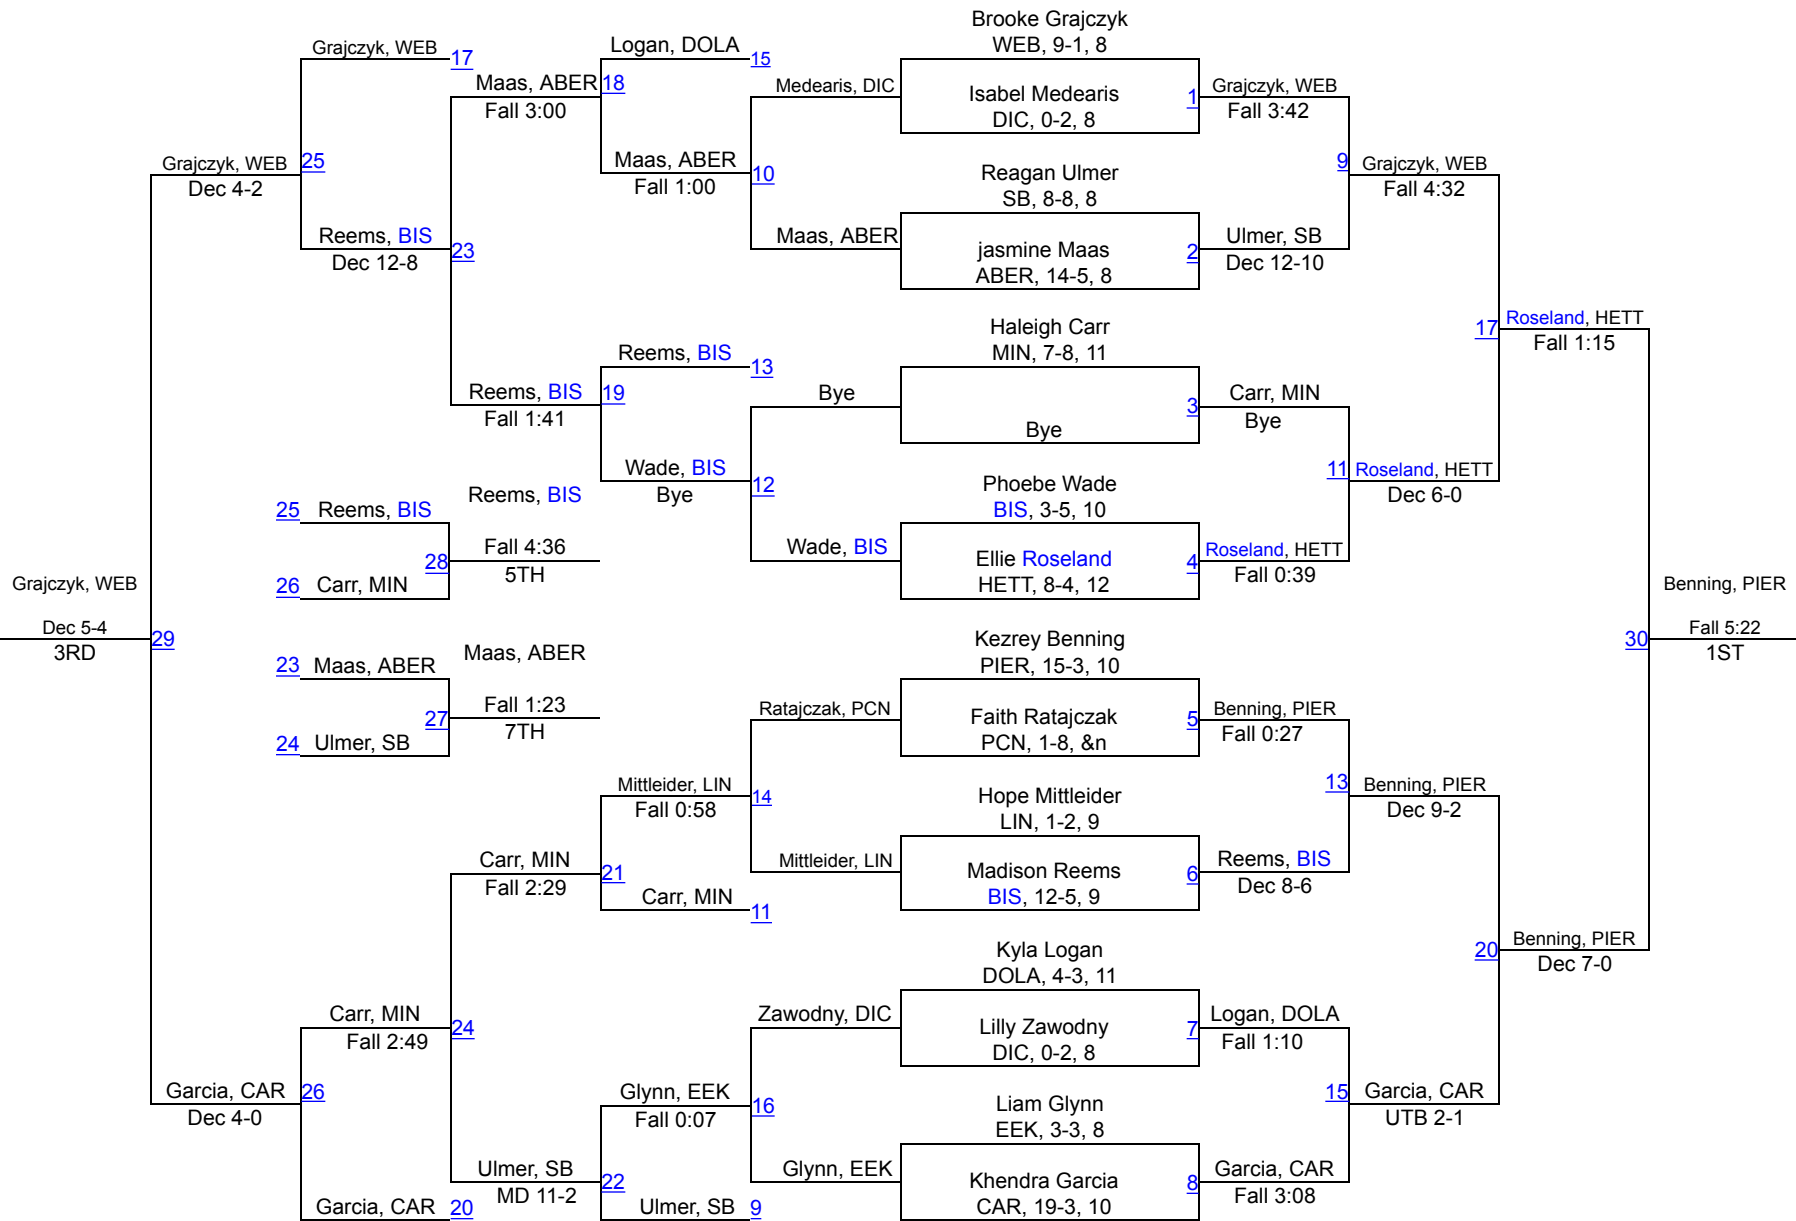 Brooke Grajczyk
WEB, 9-1, 8
Grajczyk, WEB
17
Logan, DOLA
15
Maas, ABER
18
Fall 3:00
Medearis, DIC
Isabel Medearis
DIC, 0-2, 8
1
Grajczyk, WEB
Fall 3:42
Grajczyk, WEB
25
Dec 4-2
Maas, ABER
10
Fall 1:00
Reagan Ulmer
SB, 8-8, 8
9
Grajczyk, WEB
Fall 4:32
Reems, BIS
23
Dec 12-8
Maas, ABER
jasmine Maas
ABER, 14-5, 8
2
Ulmer, SB
Dec 12-10
Haleigh Carr
MIN, 7-8, 11
17
Roseland, HETT
Fall 1:15
Reems, BIS
13
Reems, BIS
19
Fall 1:41
Bye
Bye
3
Carr, MIN
Bye
Wade, BIS
12
Bye
Phoebe Wade
BIS, 3-5, 10
11
Roseland, HETT
Dec 6-0
25
Reems, BIS
Reems, BIS
28
Fall 4:36
5TH
26
Carr, MIN
Wade, BIS
Ellie Roseland
HETT, 8-4, 12
4
Roseland, HETT
Fall 0:39
Grajczyk, WEB
Dec 5-4
29
3RD
Benning, PIER
30
Fall 5:22
1ST
23
Maas, ABER
Maas, ABER
27
Fall 1:23
7TH
24
Ulmer, SB
Kezrey Benning
PIER, 15-3, 10
Ratajczak, PCN
Faith Ratajczak
PCN, 1-8, &n
5
Benning, PIER
Fall 0:27
Mittleider, LIN
14
Fall 0:58
Hope Mittleider
LIN, 1-2, 9
13
Benning, PIER
Dec 9-2
Carr, MIN
21
Fall 2:29
Carr, MIN
11
Mittleider, LIN
Madison Reems
BIS, 12-5, 9
6
Reems, BIS
Dec 8-6
Kyla Logan
DOLA, 4-3, 11
20
Benning, PIER
Dec 7-0
Carr, MIN
24
Fall 2:49
Zawodny, DIC
Lilly Zawodny
DIC, 0-2, 8
7
Logan, DOLA
Fall 1:10
Garcia, CAR
26
Dec 4-0
Glynn, EEK
16
Fall 0:07
Liam Glynn
EEK, 3-3, 8
15
Garcia, CAR
UTB 2-1
Ulmer, SB
22
MD 11-2
Glynn, EEK
Khendra Garcia
CAR, 19-3, 10
8
Garcia, CAR
Fall 3:08
Garcia, CAR
20
Ulmer, SB
9